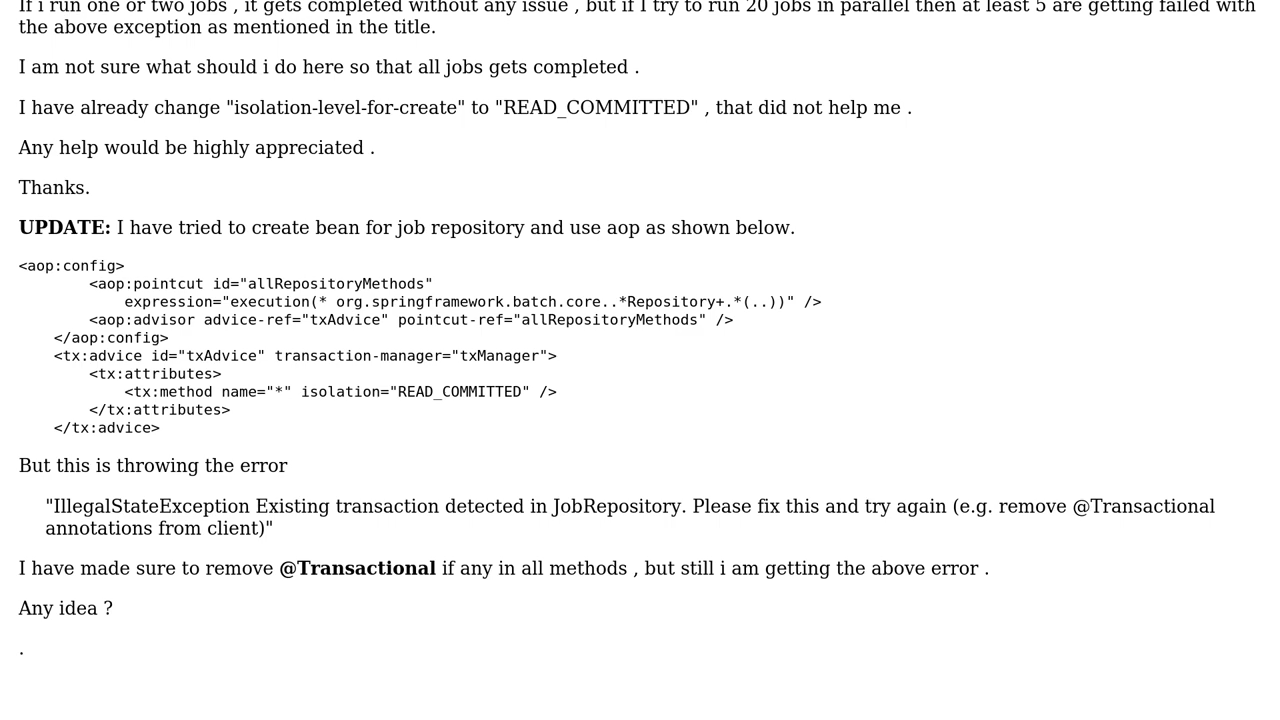 If i run one or two jobs , it gets completed without any issue , but if I try to run 20 jobs in parallel then at least 5 are getting failed with
the above exception as mentioned in the title.
I am not sure what should i do here so that all jobs gets completed .
I have already change "isolation-level-for-create" to "READ_COMMITTED" , that did not help me .
Any help would be highly appreciated .
Thanks.
UPDATE: I have tried to create bean for job repository and use aop as shown below.
<aop:config>
        <aop:pointcut id="allRepositoryMethods"
            expression="execution(* org.springframework.batch.core..*Repository+.*(..))" />
        <aop:advisor advice-ref="txAdvice" pointcut-ref="allRepositoryMethods" />
    </aop:config>
    <tx:advice id="txAdvice" transaction-manager="txManager">
        <tx:attributes>
            <tx:method name="*" isolation="READ_COMMITTED" />
        </tx:attributes>
    </tx:advice>
But this is throwing the error
"IllegalStateException Existing transaction detected in JobRepository. Please fix this and try again (e.g. remove @Transactional
annotations from client)"
I have made sure to remove @Transactional if any in all methods , but still i am getting the above error .
Any idea ?
.